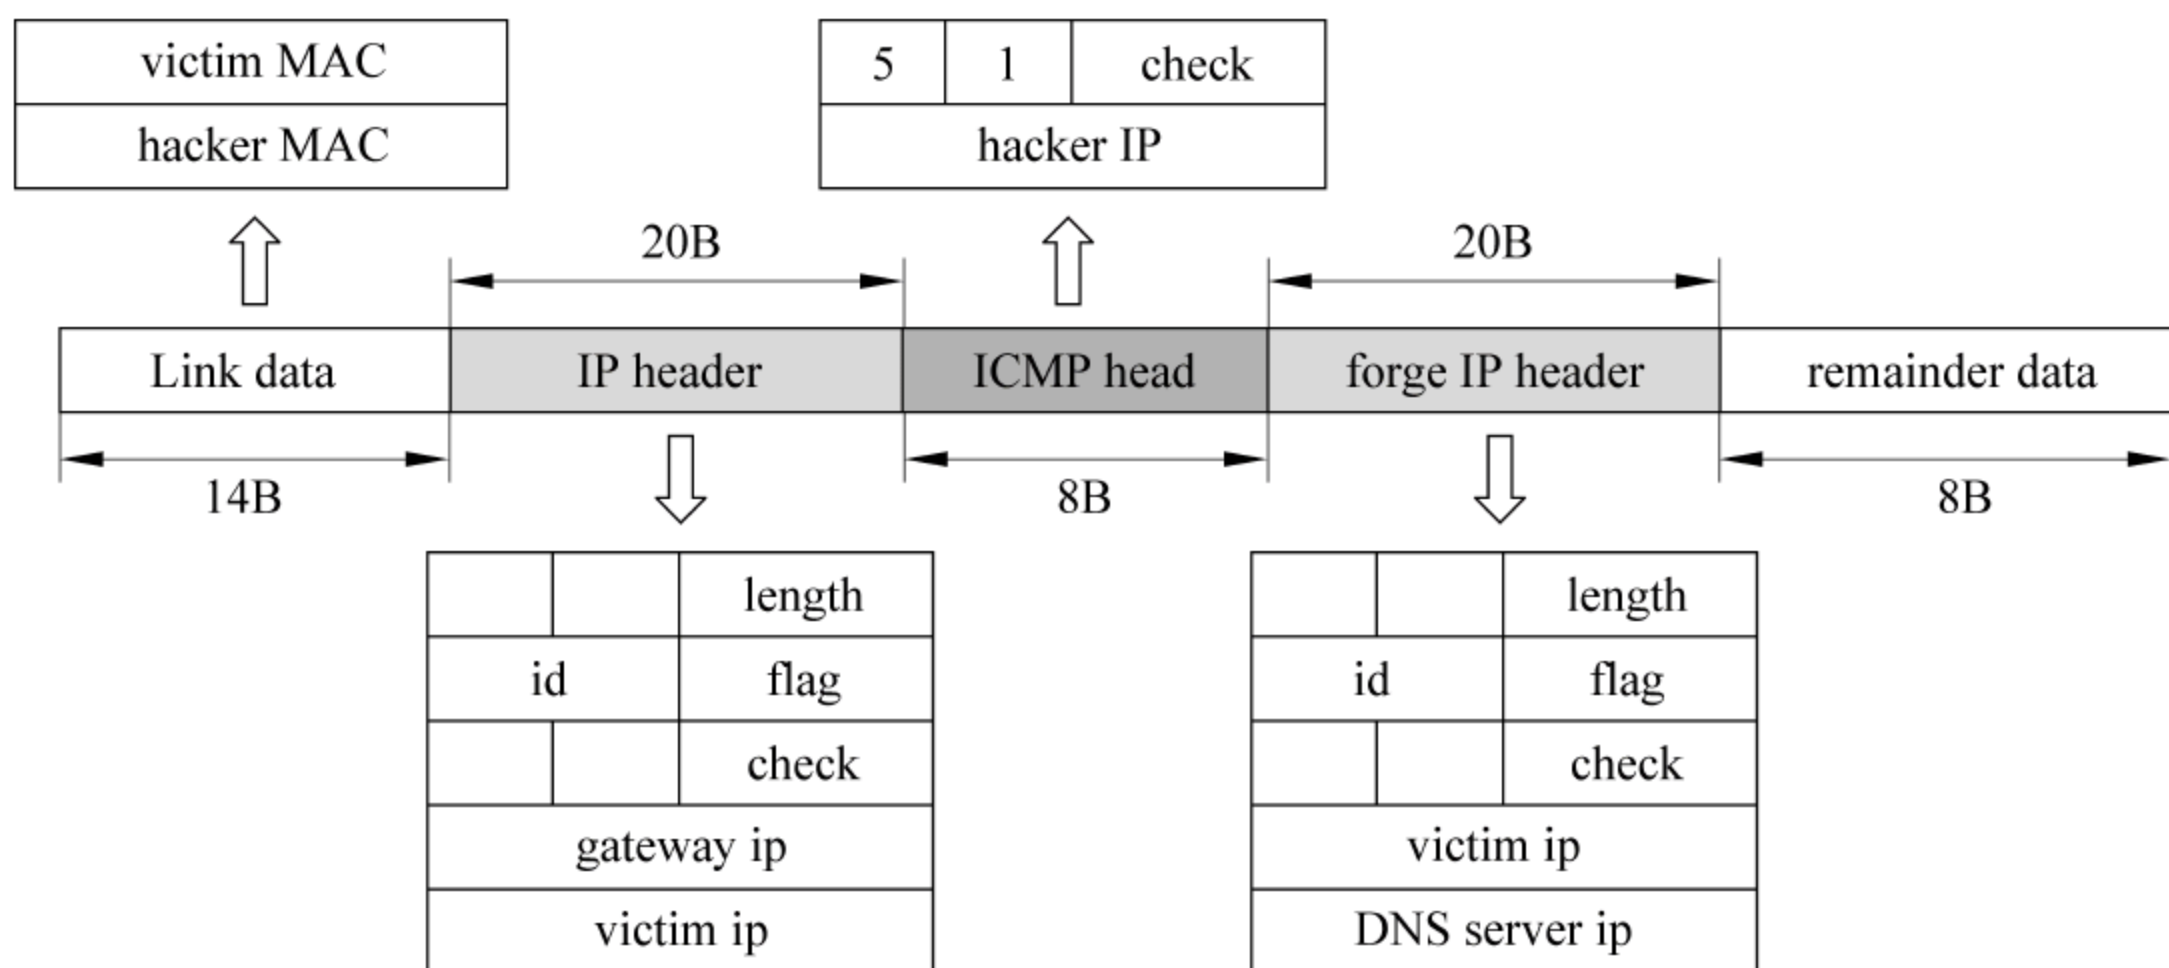 victim MAC
hacker MAC
5 1 check
hacker IP
20B
20B
Link data IP header ICMP head forge IP header remainder data
14B
8B
8B
length
id flag
check
gateway ip
victim ip
length
id flag
check
victim ip
DNS server ip